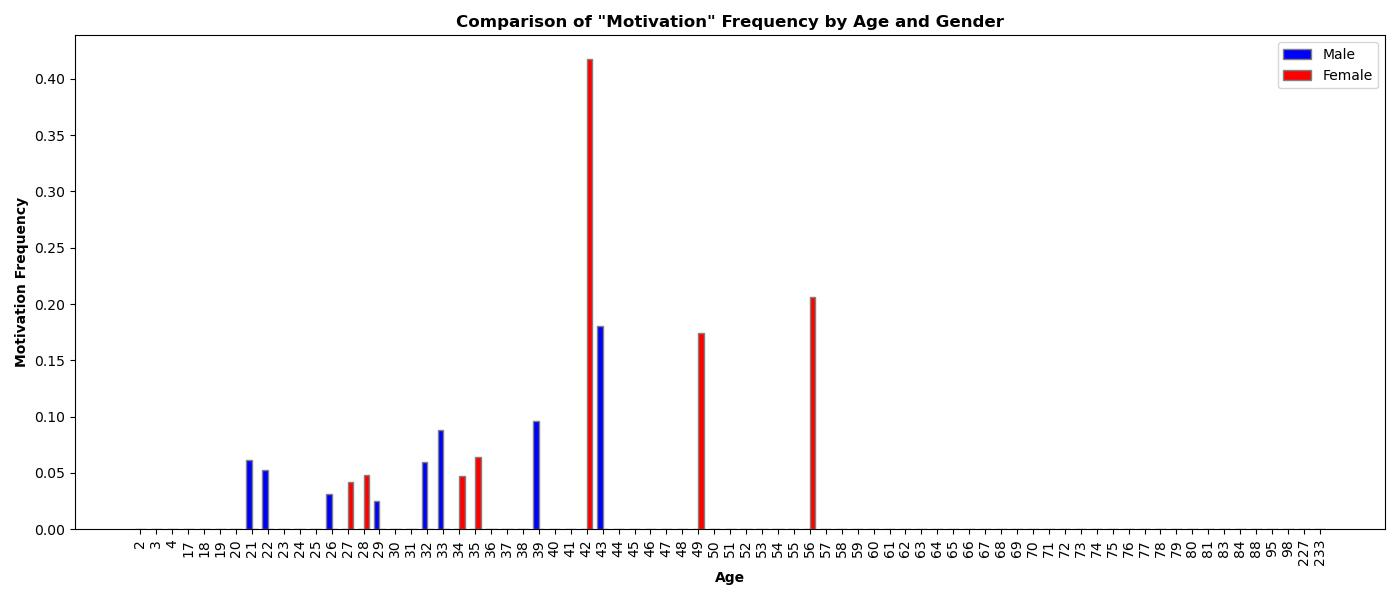 Comparison of "Motivation" Frequency by Age and Gender
Male
Female
Motivation Frequency
0.40
0.35
0.30
0.25
0.20
0.15
0.10
0.05
0.00
2 3 4 17 18 19 20 21 22 23 24 25 26 27 28 29 30 31 32 33 34 35 36 37 38 39 40 41 42 43 44 45 46 47 48 49 50 51 52 53 54 55 56 57 58 59 60 61 62 63 64 65 66 67 68 69 70 71 72 73 74 75 76 77 78 79 80 81 83 84 88 95 98 227 233
Age